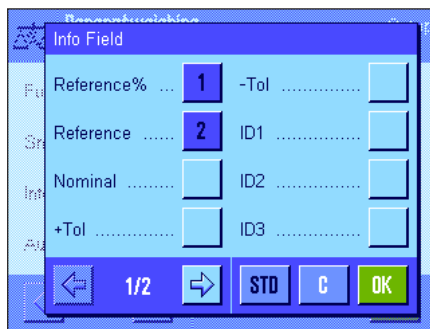 Info Field
Reference% ... 1
Reference ...... 2
Nominal .........
+Tol ...............
-Tol ...............
ID1 ................
ID2 ................
ID3 ................
1/2
STD
C
OK